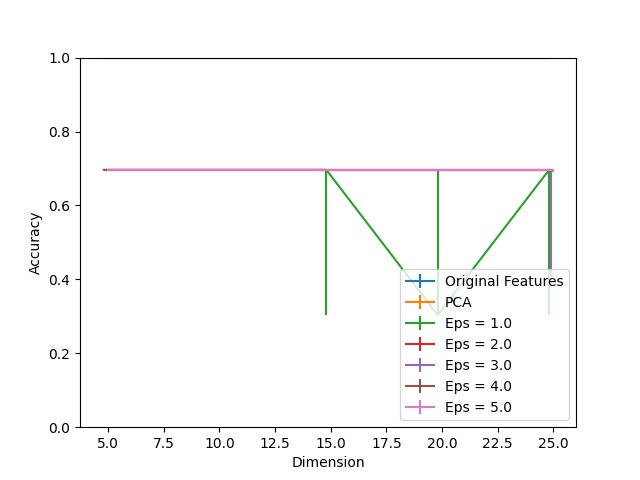 1.0
0.8
0.6
0.4
0.2
0.0
Accuracy
5.0 7.5 10.0 12.5 15.0 17.5 20.0 22.5 25.0
Dimension
Original Features
PCA
Eps = 1.0
Eps = 2.0
Eps = 3.0
Eps = 4.0
Eps = 5.0